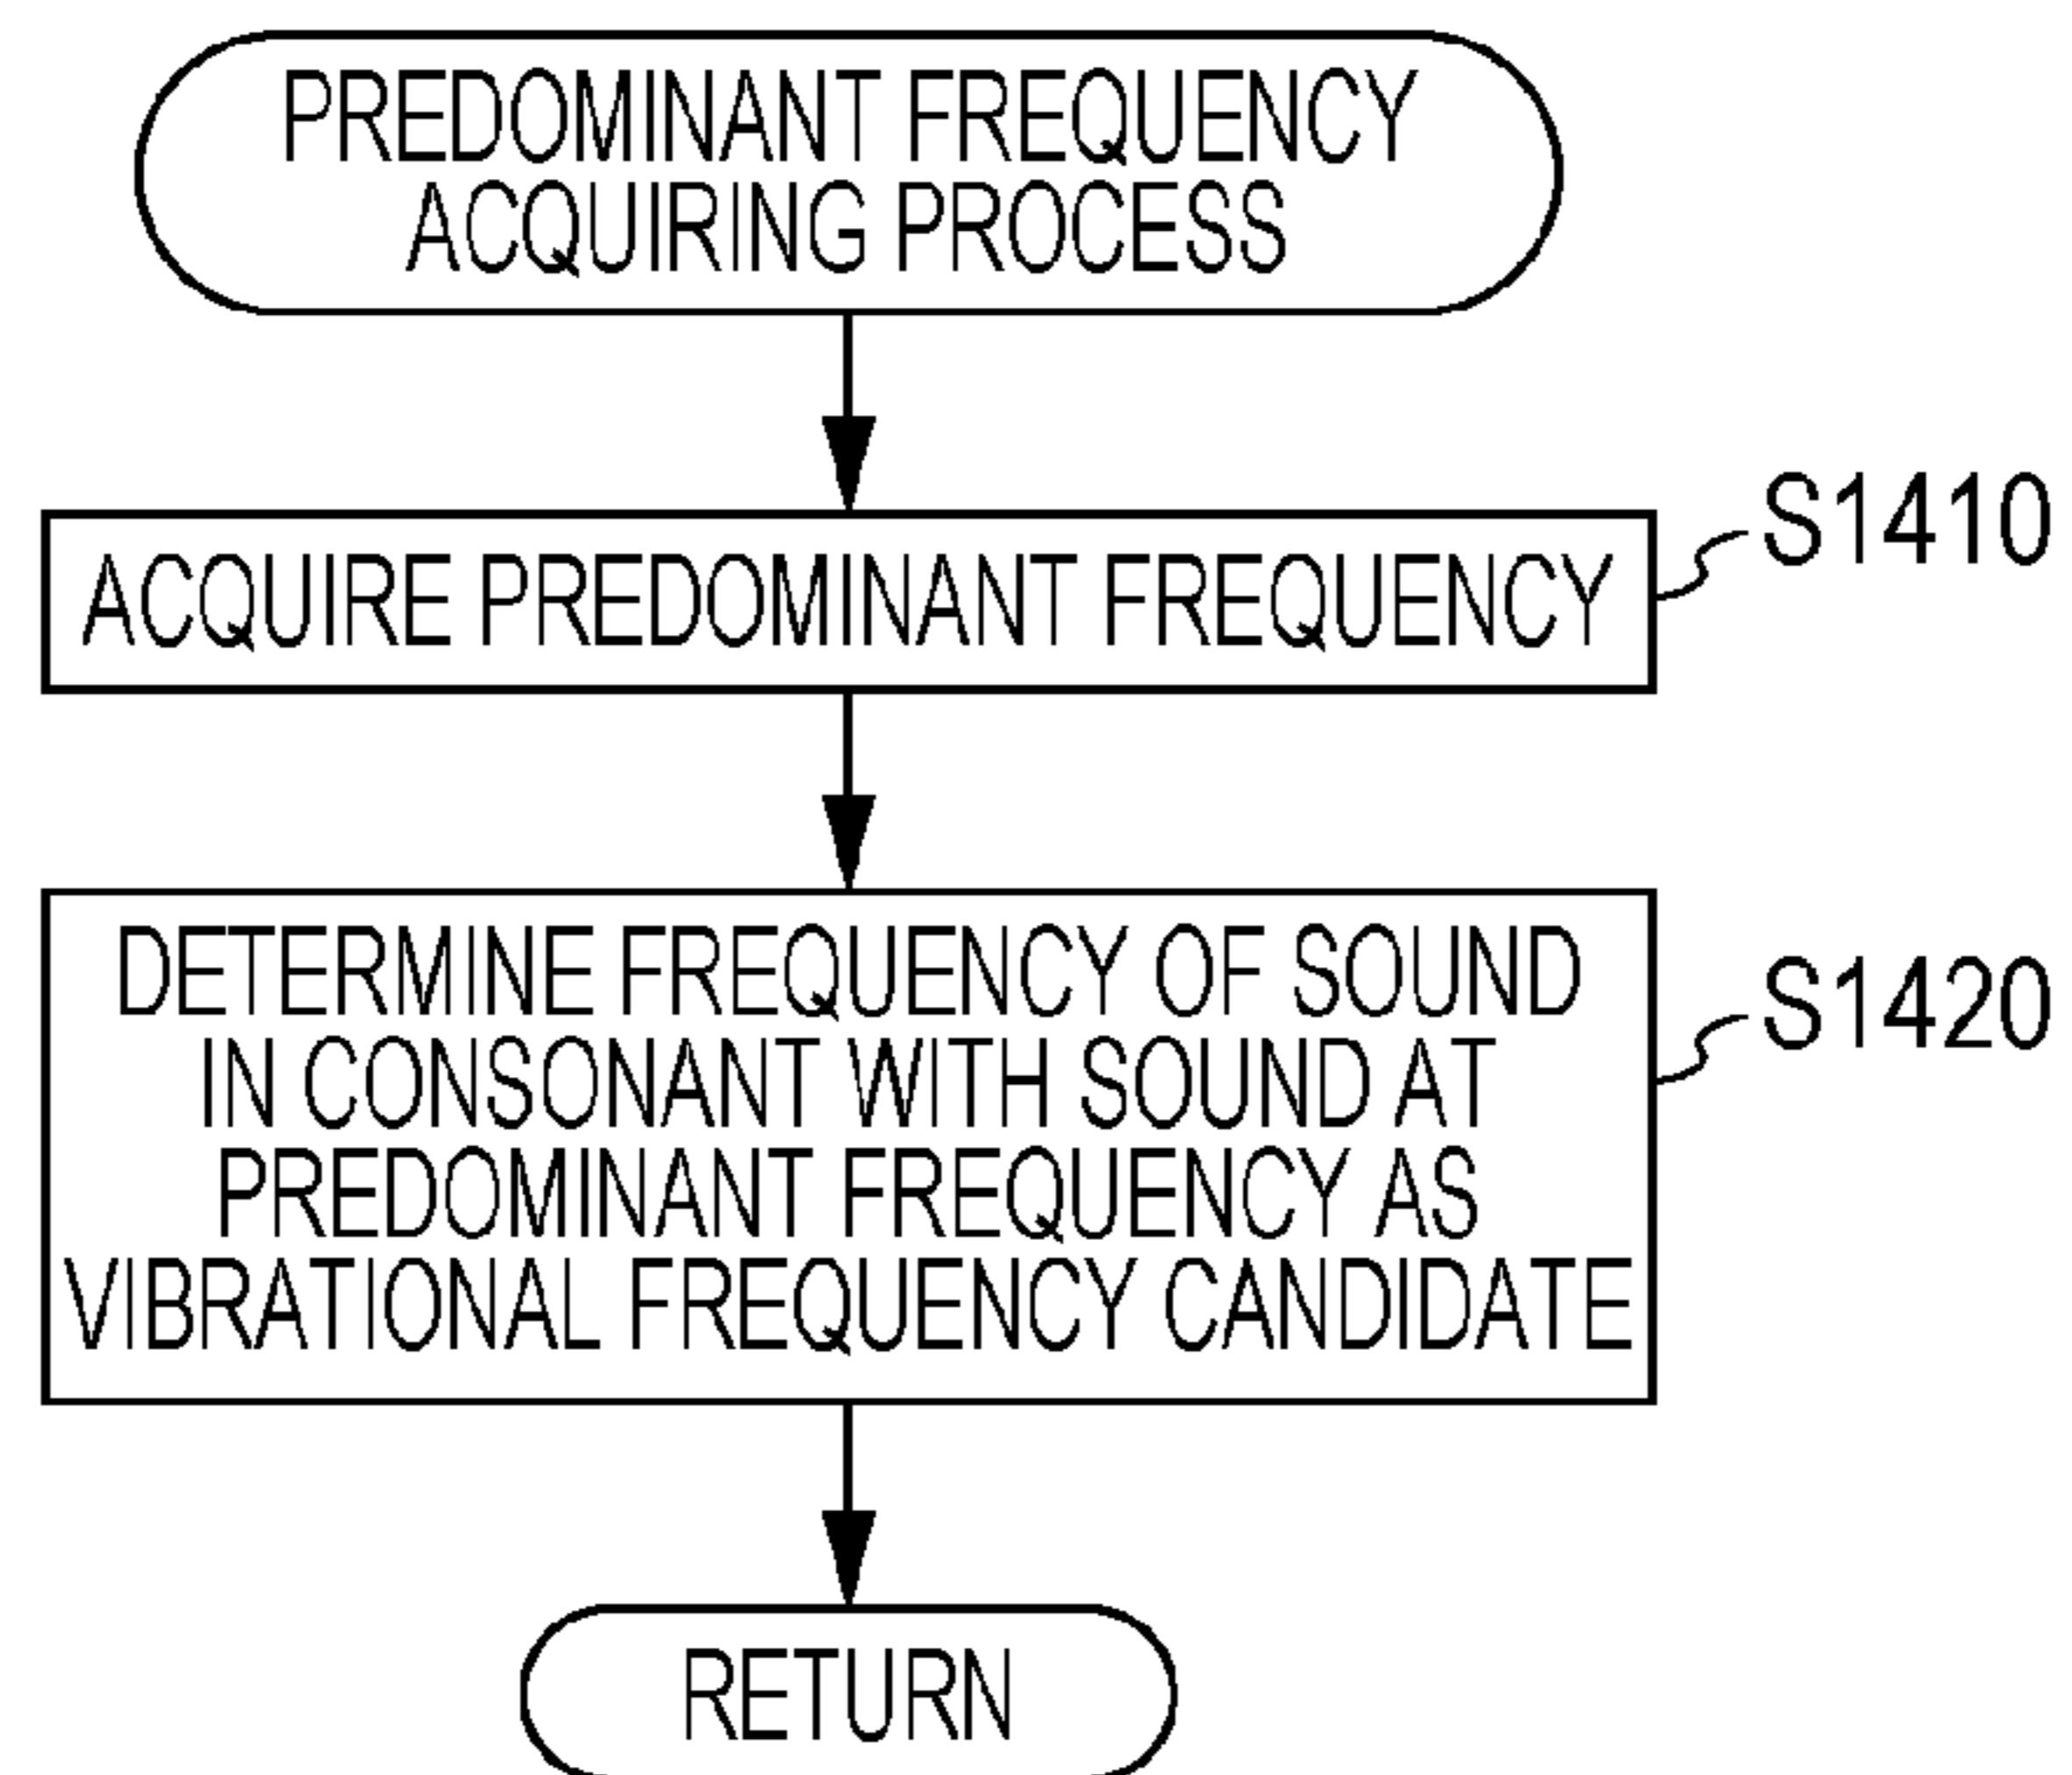 PREDOMINANT FREQUENCY
ACQUIRING PROCESS
ACQUIRE PREDOMINANT FREQUENCY
S1410
DETERMINE FREQUENCY OF SOUND
IN CONSONANT WITH SOUND AT
PREDOMINANT FREQUENCY AS
VIBRATIONAL FREQUENCY CANDIDATE
S1420
RETURN